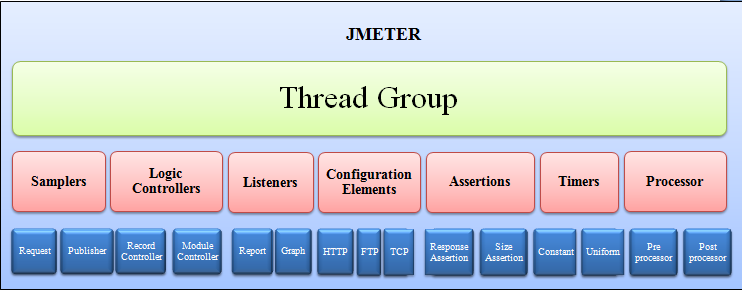 JMETER
Thread Group
Samplers
Logic
Controllers
Listeners
Configuration
Elements
Assertions
Timers
Processor
Request
Publisher
Record
Controller
Module
Controller
Report
Graph
HTTP
FTP
TCP
Response
Assertion
Size
Assertion
Constant
Uniform
Pre
processor
Post
processor